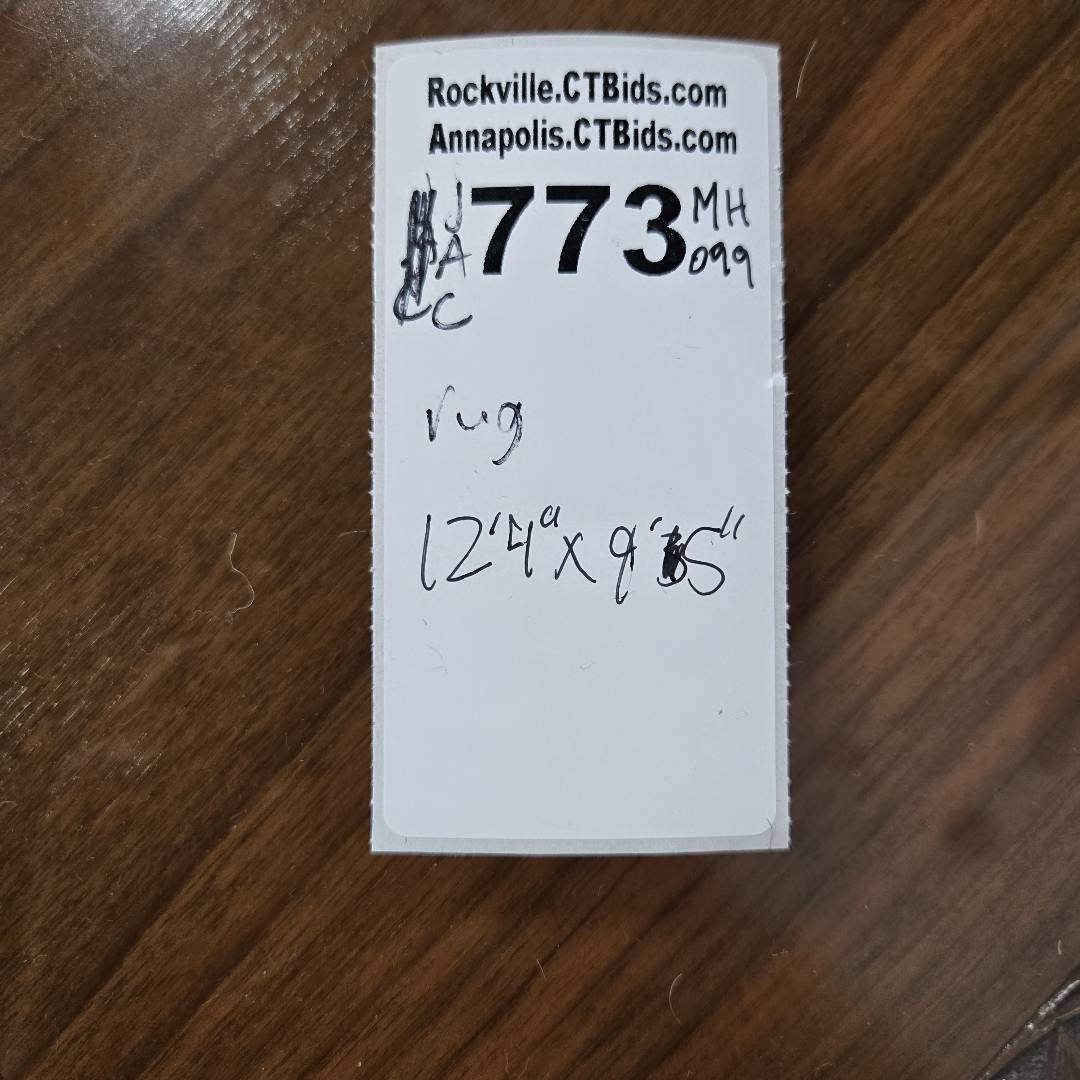 Rockville.CTBids.com
Annapolis.CTBids.com
J
A
C
773
MH
099
rug
12'4" x 9'5"